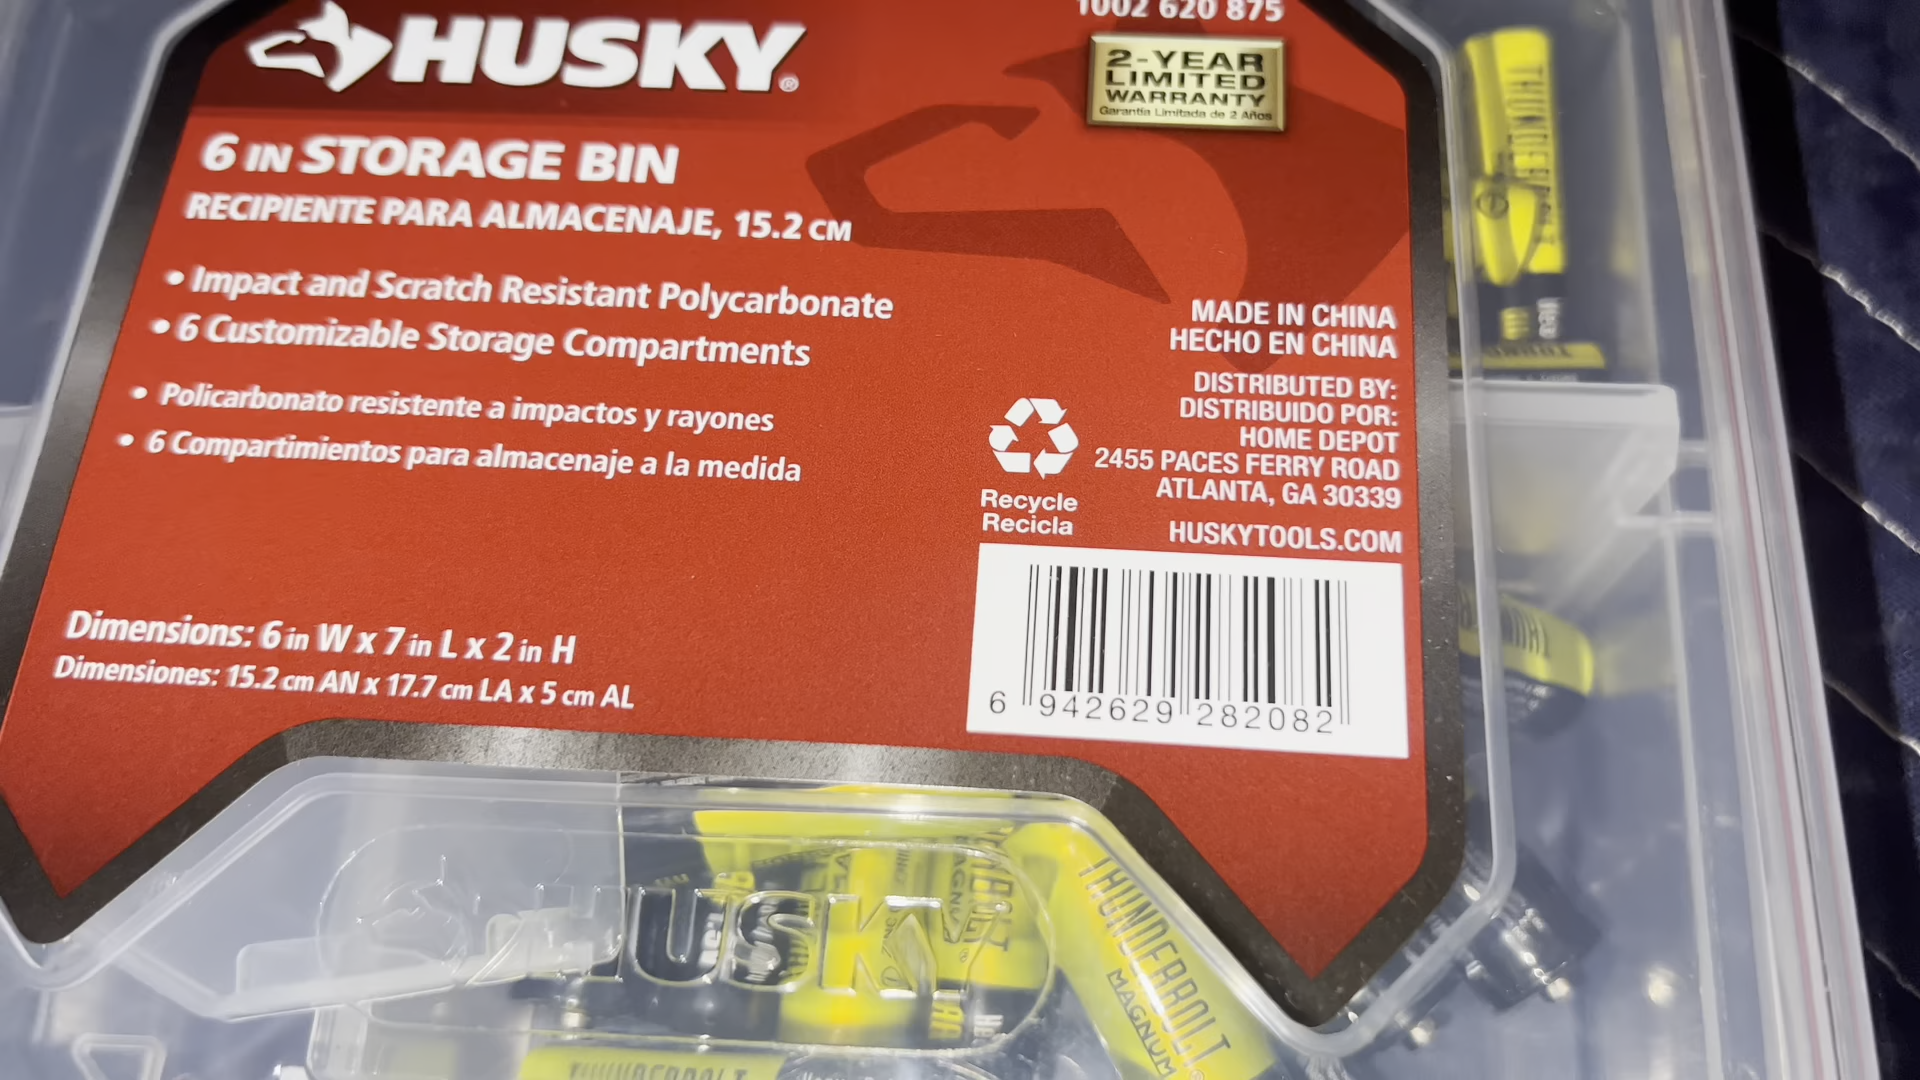 HUSKY®
1002 620 875
2-YEAR
LIMITED
WARRANTY
Garantía Limitada de 2 Años
6 IN STORAGE BIN
RECIPIENTE PARA ALMACENAJE, 15.2 CM
• Impact and Scratch Resistant Polycarbonate
• 6 Customizable Storage Compartments
• Policarbonato resistente a impactos y rayones
• 6 Compartimientos para almacenaje a la medida
MADE IN CHINA
HECHO EN CHINA
DISTRIBUTED BY:
DISTRIBUIDO POR:
HOME DEPOT
2455 PACES FERRY ROAD
ATLANTA, GA 30339
HUSKYTOOLS.COM
Recycle
Recicla
Dimensions: 6 in W x 7 in L x 2 in H
Dimensiones: 15.2 cm AN x 17.7 cm LA x 5 cm AL
6 942629 282082
HUSKY
THUNDERBOLT
MAGNUM
THUNDERBOLT
THUNDERBOLT